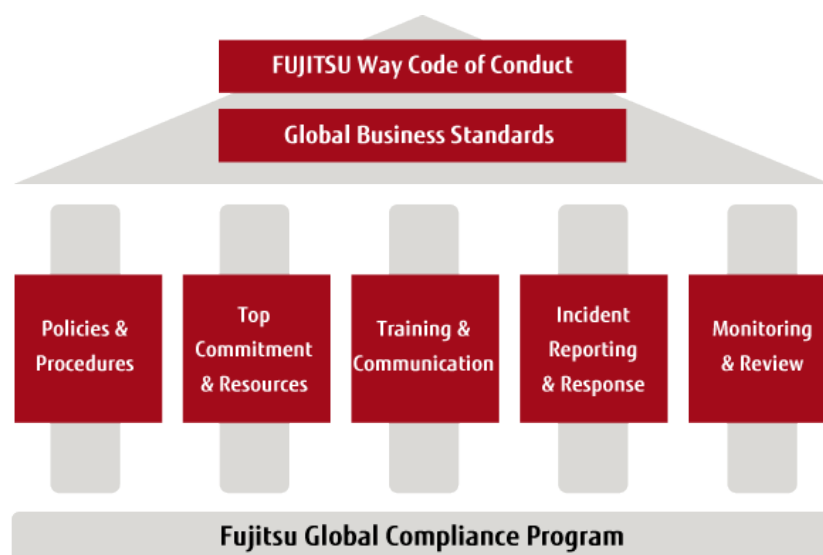 FUJITSU Way Code of Conduct
Global Business Standards
Policies &
Procedures
Top
Commitment
& Resources
Training &
Communication
Incident
Reporting
& Response
Monitoring
& Review
Fujitsu Global Compliance Program